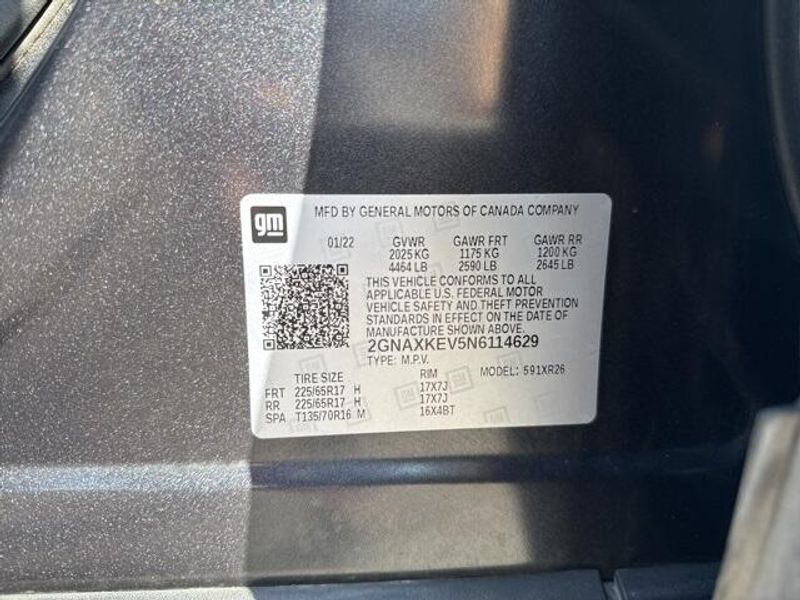 gm
MFD BY GENERAL MOTORS OF CANADA COMPANY
01/22 GVWR GAWR FRT GAWR RR
2025 KG 1175 KG 1200 KG
4464 LB 2590 LB 2645 LB
THIS VEHICLE CONFORMS TO ALL
APPLICABLE U.S. FEDERAL MOTOR
VEHICLE SAFETY AND THEFT PREVENTION
STANDARDS IN EFFECT ON THE DATE OF
MANUFACTURE SHOWN ABOVE.
2GNAXKEV5N6114629
TYPE: M.P.V. MODEL: 591XR26
TIRE SIZE RIM
FRT 225/65R17 H 17X7J
RR 225/65R17 H 17X7J
SPA T135/70R16 M 16X4BT